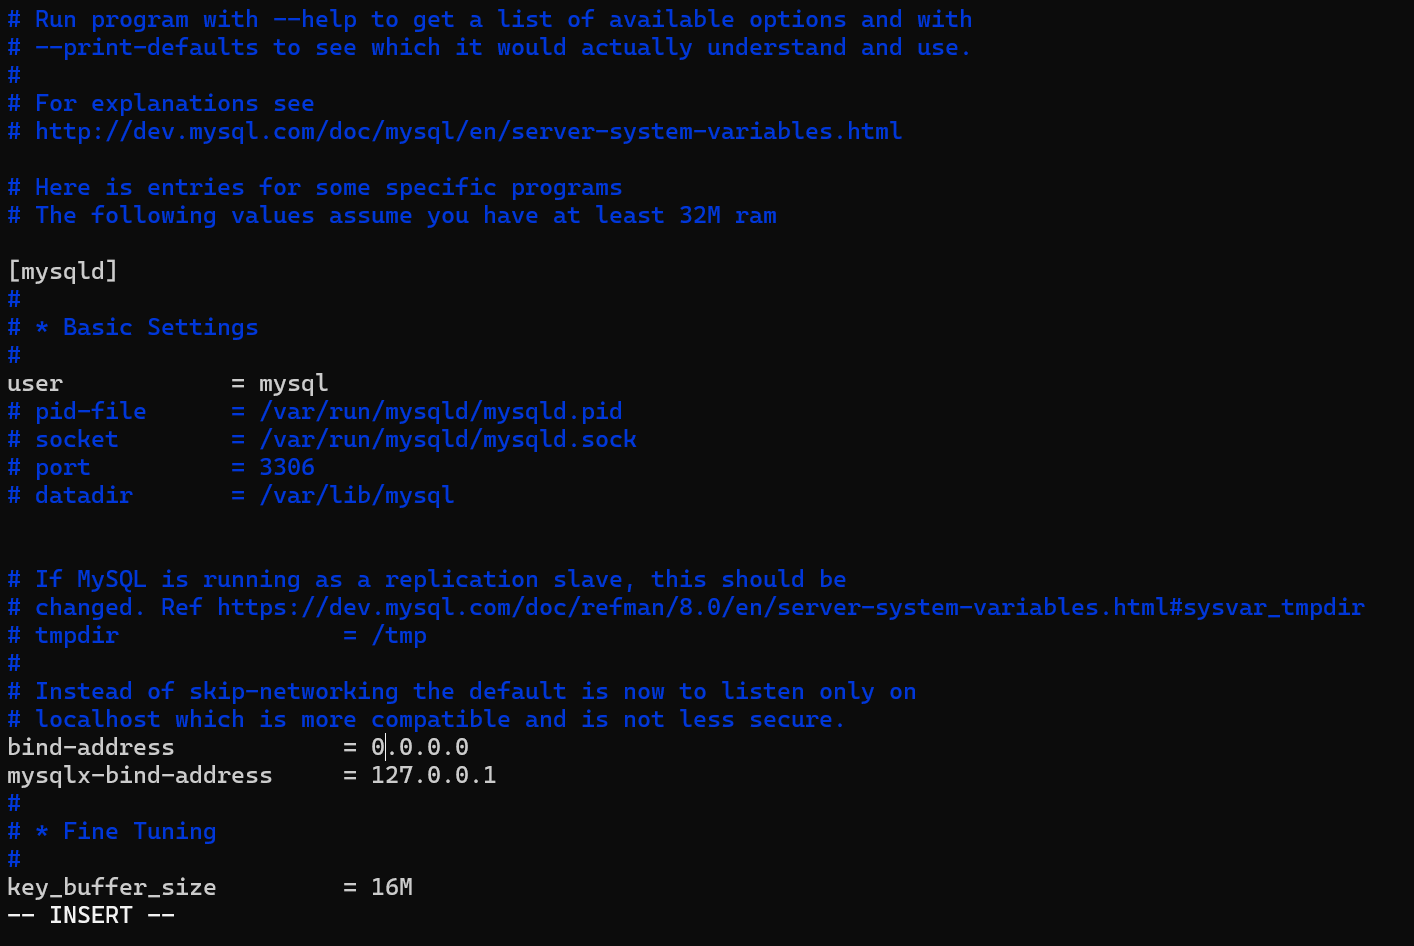 # Run program with --help to get a list of available options and with
# --print-defaults to see which it would actually understand and use.
#
# For explanations see
# http://dev.mysql.com/doc/mysql/en/server-system-variables.html
# Here is entries for some specific programs
# The following values assume you have at least 32M ram
[mysqld]
#
# * Basic Settings
#
user            = mysql
# pid-file      = /var/run/mysqld/mysqld.pid
# socket        = /var/run/mysqld/mysqld.sock
# port          = 3306
# datadir       = /var/lib/mysql
# If MySQL is running as a replication slave, this should be
# changed. Ref https://dev.mysql.com/doc/refman/8.0/en/server-system-variables.html#sysvar_tmpdir
# tmpdir                = /tmp
#
# Instead of skip-networking the default is now to listen only on
# localhost which is more compatible and is not less secure.
bind-address            = 0.0.0.0
mysqlx-bind-address     = 127.0.0.1
#
# * Fine Tuning
#
key_buffer_size         = 16M
-- INSERT --